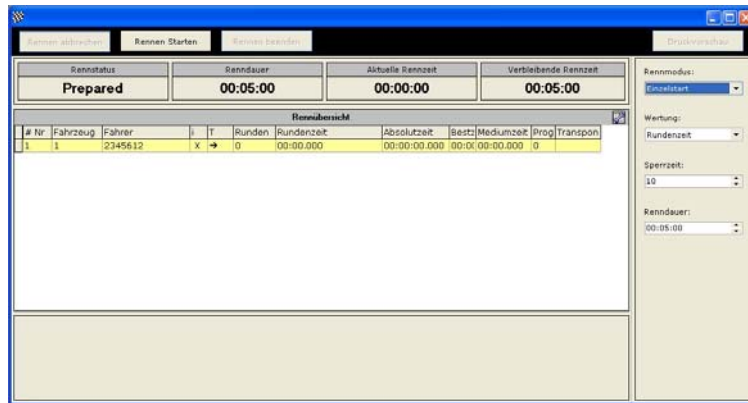 Rennen abbrechen Rennen Starten Rennen beenden Druckvorschau
Rennstatus Renndauer Aktuelle Rennzeit Verbleibende Rennzeit
Prepared 00:05:00 00:00:00 00:05:00
Rennübersicht
# Nr Fahrzeug Fahrer i T Runden Rundenzeit Absolutzeit Bestz Mediumzeit Prog Transpon
1 1 2345612 X ➔ 0 00:00.000 00:00:00.000 00:0( 00:00.000 0
Rennmodus:
Einzelstart
Wertung:
Rundenzeit
Sperrzeit:
10
Renndauer:
00:05:00